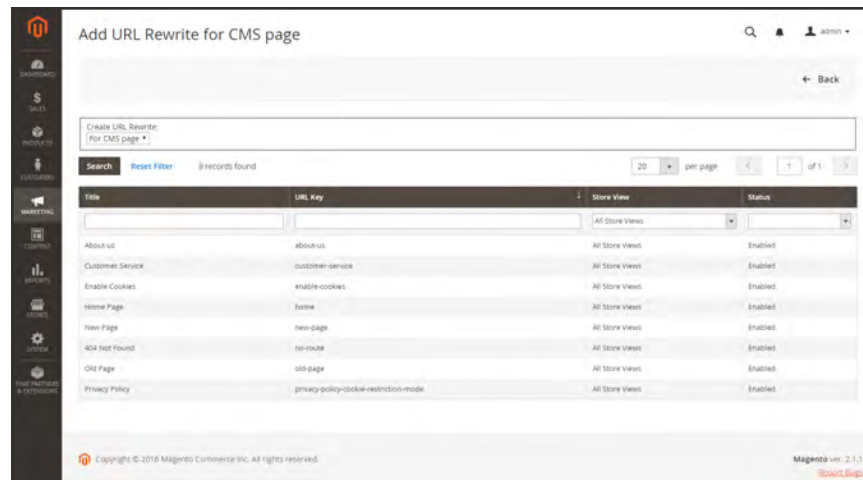 Add URL Rewrite for CMS page
admin
DASHBOARD
← Back
SALES
Create URL Rewrite:
For CMS page
PRODUCTS
Search Reset Filter 8 records found 20 per page 1 of 1
CUSTOMERS
Title URL Key Store View Status
MARKETING
All Store Views
CONTENT
About us about-us All Store Views Enabled
Customer Service customer-service All Store Views Enabled
REPORTS
Enable Cookies enable-cookies All Store Views Enabled
Home Page home All Store Views Enabled
STORES
New Page new-page All Store Views Enabled
404 Not Found no-route All Store Views Enabled
SYSTEM
Old Page old-page All Store Views Enabled
FIND PARTNERS
& EXTENSIONS
Privacy Policy privacy-policy-cookie-restriction-mode All Store Views Enabled
Copyright © 2016 Magento Commerce Inc. All rights reserved.
Magento ver. 2.1.1
Report Bugs